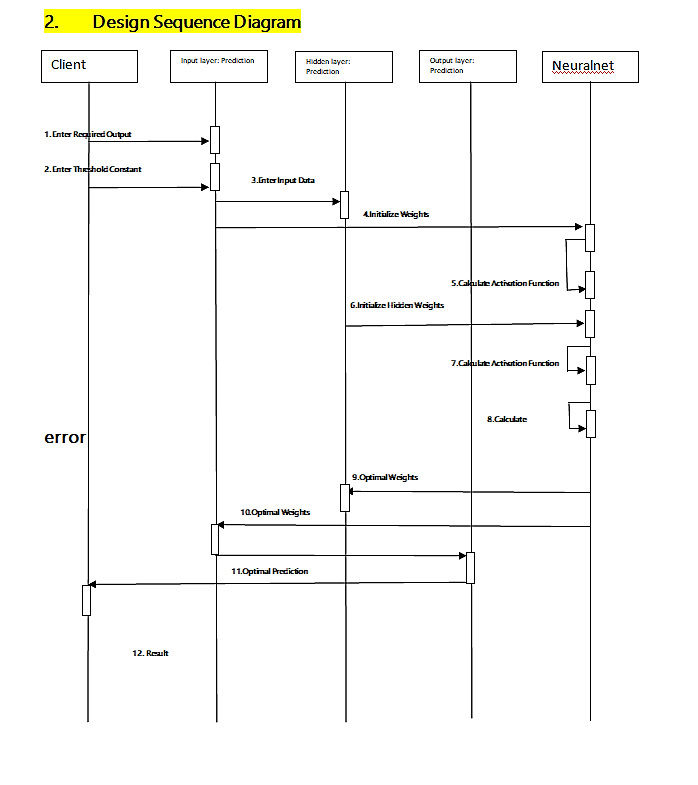 2. Design Sequence Diagram
Client
Input layer: Prediction
Hidden layer:
Prediction
Output layer:
Prediction
Neuralnet
1. Enter Required Output
2. Enter Threshold Constant
3.EnterInput Data
4.Initialize Weights
5.Calculate Activation Function
6.Initialize Hidden Weights
7.Calculate Activation Function
8.Calculate
error
9.Optimal Weights
10.Optimal Weights
11.Optimal Prediction
12. Result